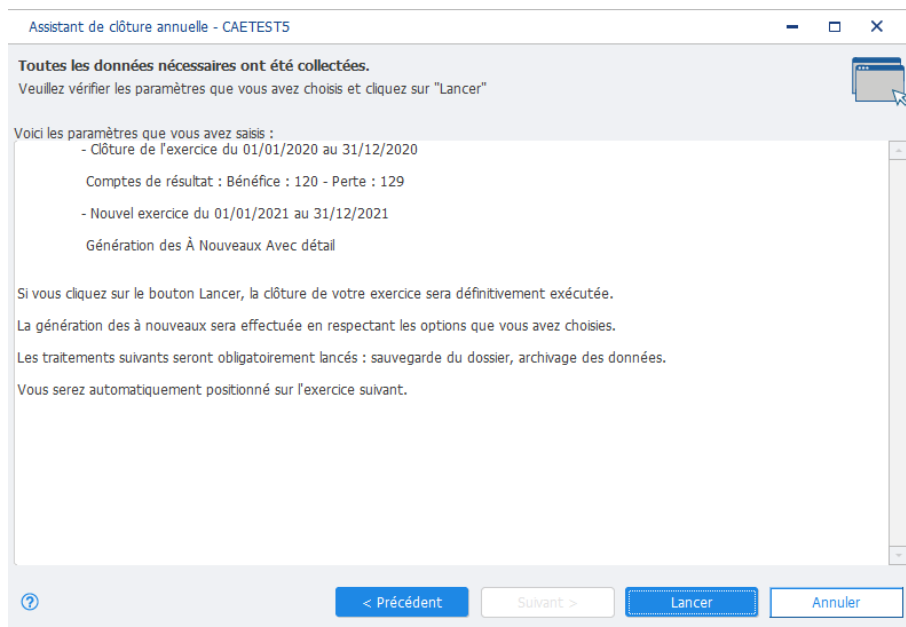 Assistant de clôture annuelle - CAETEST5
Toutes les données nécessaires ont été collectées.
Veuillez vérifier les paramètres que vous avez choisis et cliquez sur "Lancer"
Voici les paramètres que vous avez saisis :
- Clôture de l'exercice du 01/01/2020 au 31/12/2020
Comptes de résultat : Bénéfice : 120 - Perte : 129
- Nouvel exercice du 01/01/2021 au 31/12/2021
Génération des À Nouveaux Avec détail
Si vous cliquez sur le bouton Lancer, la clôture de votre exercice sera définitivement exécutée.
La génération des à nouveaux sera effectuée en respectant les options que vous avez choisies.
Les traitements suivants seront obligatoirement lancés : sauvegarde du dossier, archivage des données.
Vous serez automatiquement positionné sur l'exercice suivant.
? < Précédent Suivant > Lancer Annuler